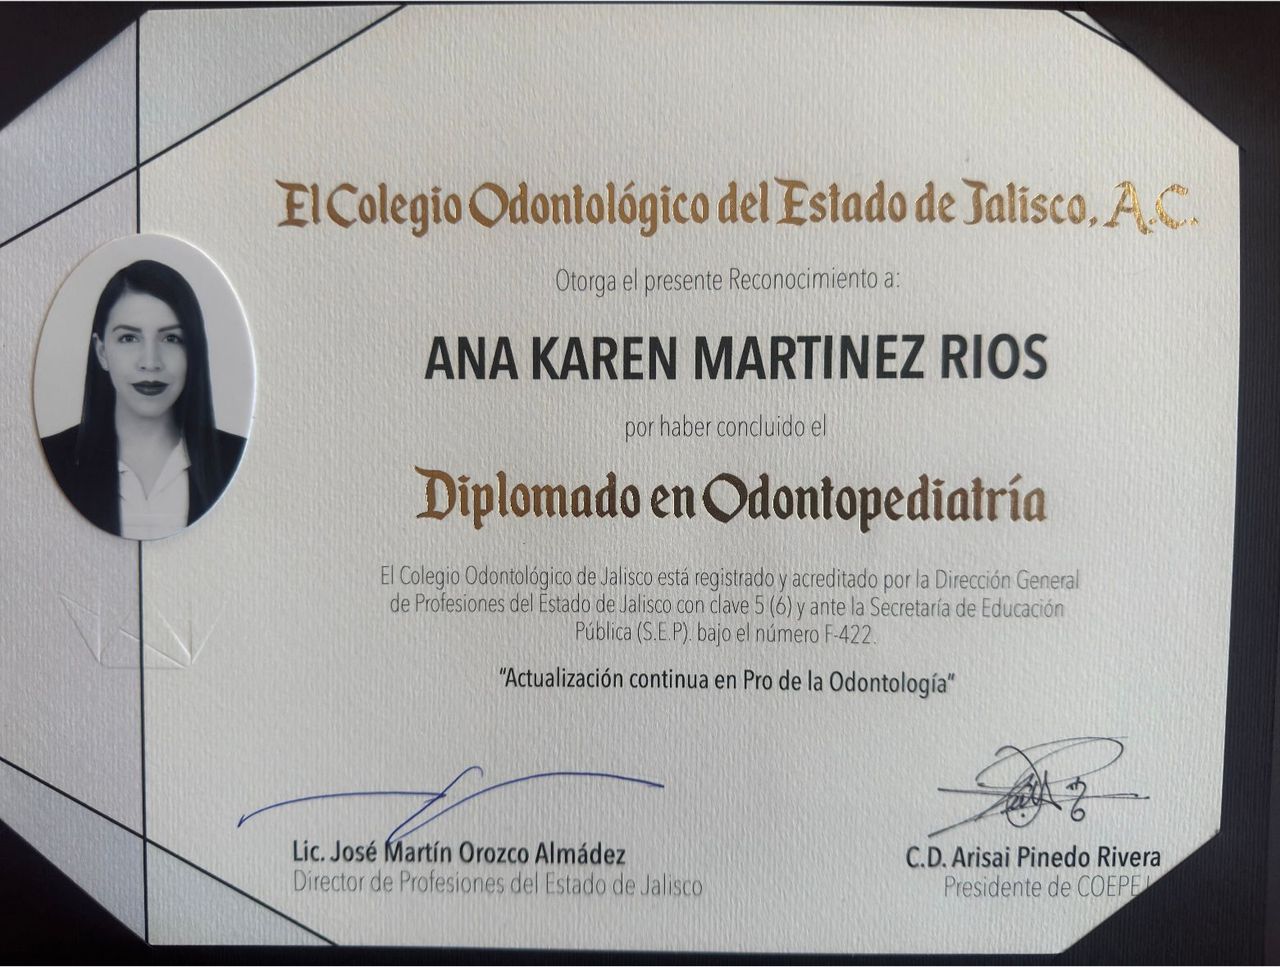 El Colegio Odontológico del Estado de Jalisco, A.C.
Otorga el presente Reconocimiento a:
ANA KAREN MARTINEZ RIOS
por haber concluido el
Diplomado en Odontopediatría
El Colegio Odontológico de Jalisco está registrado y acreditado por la Dirección General
de Profesiones del Estado de Jalisco con clave 5 (6) y ante la Secretaría de Educación
Pública (S.E.P). bajo el número F-422.
"Actualización continua en Pro de la Odontología"
Lic. José Martín Orozco Almádez
Director de Profesiones del Estado de Jalisco
C.D. Arisai Pinedo Rivera
Presidente de